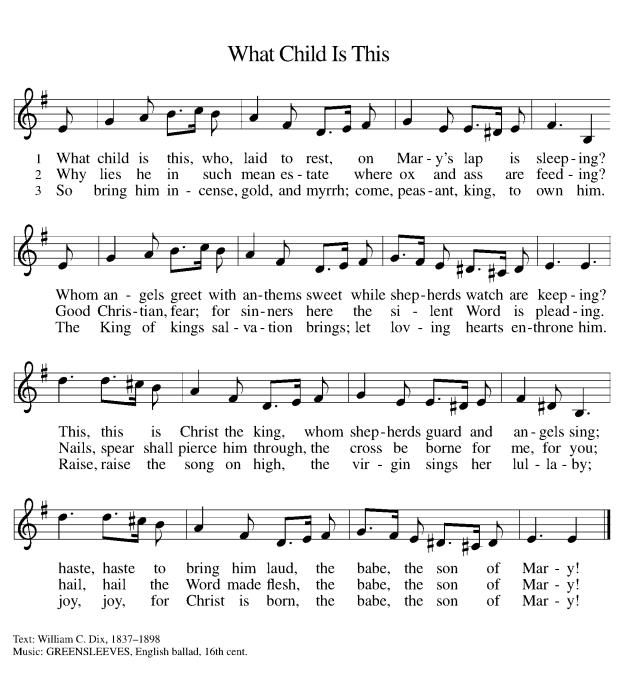 What Child Is This
1 What child is this, who, laid to rest, on Mar - y's lap is sleep - ing?
2 Why lies he in such mean es - tate where ox and ass are feed - ing?
3 So bring him in - cense, gold, and myrrh; come, peas - ant, king, to own him.
Whom an - gels greet with an - thems sweet while shep - herds watch are keep - ing?
Good Chris - tian, fear; for sin - ners here the si - lent Word is plead - ing.
The King of kings sal - va - tion brings; let lov - ing hearts en - throne him.
This, this is Christ the king, whom shep - herds guard and an - gels sing;
Nails, spear shall pierce him through, the cross be borne for me, for you;
Raise, raise the song on high, the vir - gin sings her lul - la - by;
haste, haste to bring him laud, the babe, the son of Mar - y!
hail, hail the Word made flesh, the babe, the son of Mar - y!
joy, joy, for Christ is born, the babe, the son of Mar - y!
Text: William C. Dix, 1837–1898
Music: GREENSLEEVES, English ballad, 16th cent.